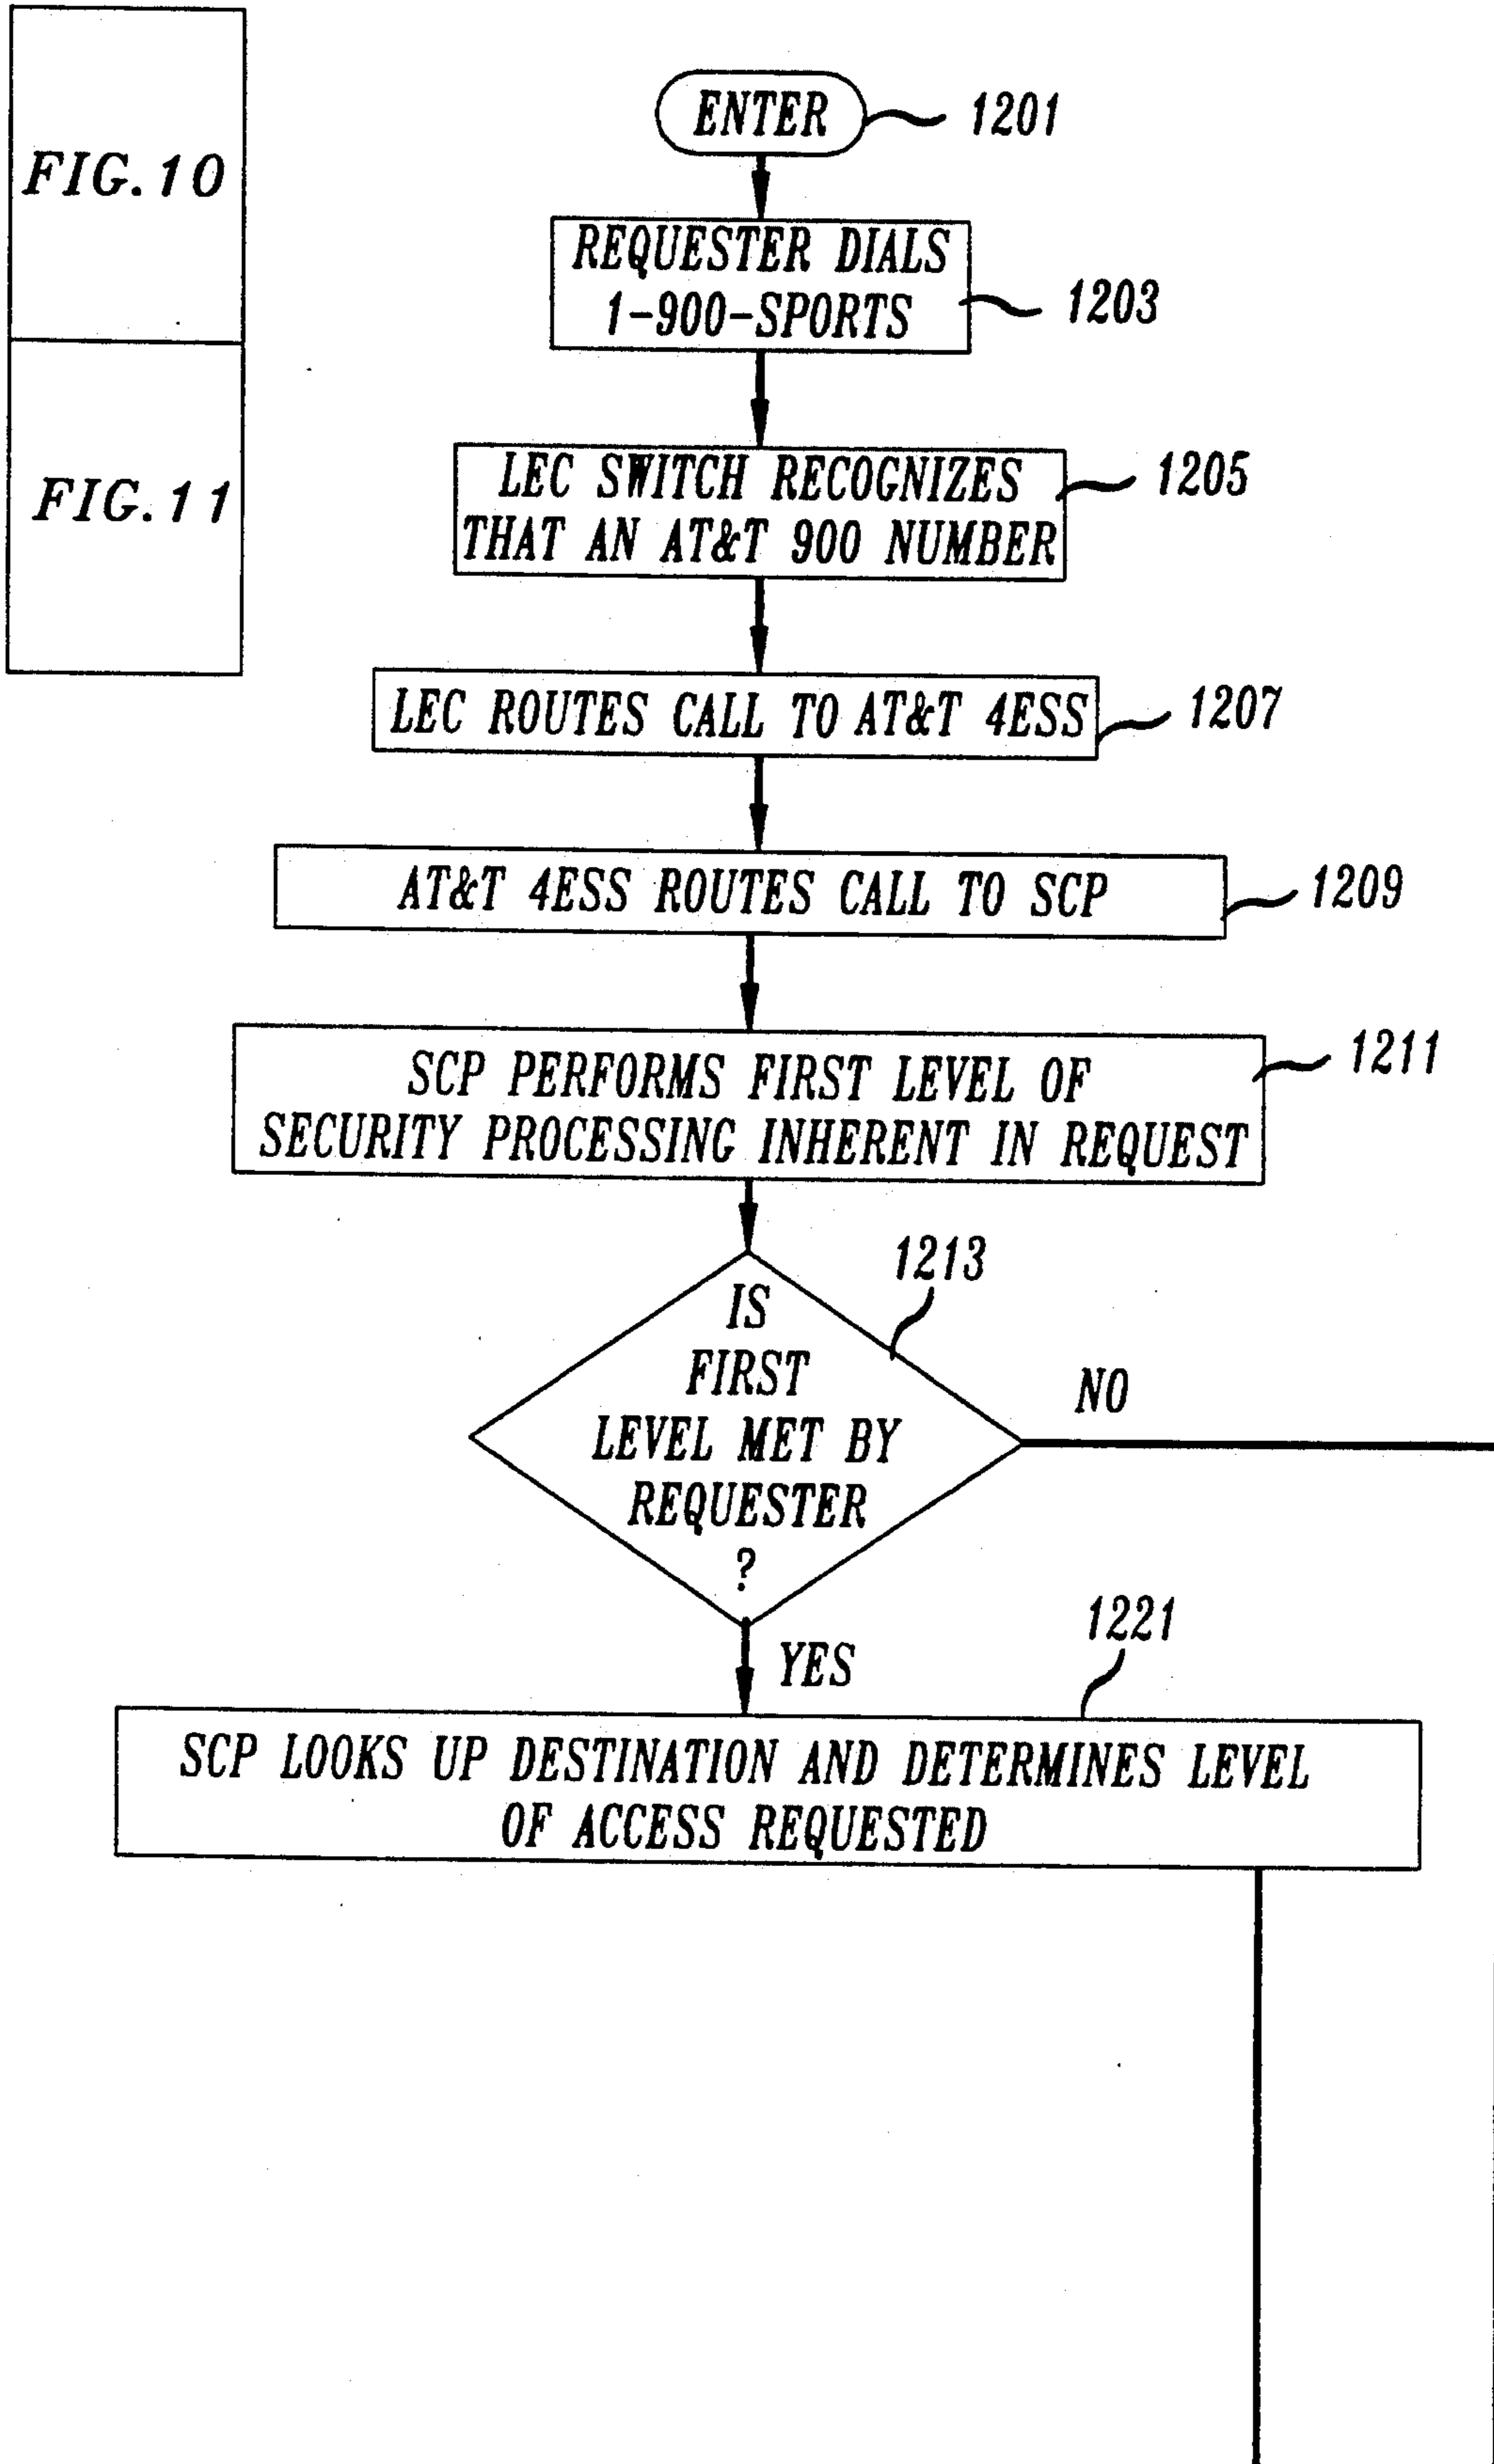 FIG.10
FIG.11
ENTER
1201
REQUESTER DIALS
1-900-SPORTS
1203
LEC SWITCH RECOGNIZES
THAT AN AT&T 900 NUMBER
1205
LEC ROUTES CALL TO AT&T 4ESS
1207
AT&T 4ESS ROUTES CALL TO SCP
1209
SCP PERFORMS FIRST LEVEL OF
SECURITY PROCESSING INHERENT IN REQUEST
1211
1213
IS
FIRST
LEVEL MET BY
REQUESTER
?
NO
YES
1221
SCP LOOKS UP DESTINATION AND DETERMINES LEVEL
OF ACCESS REQUESTED